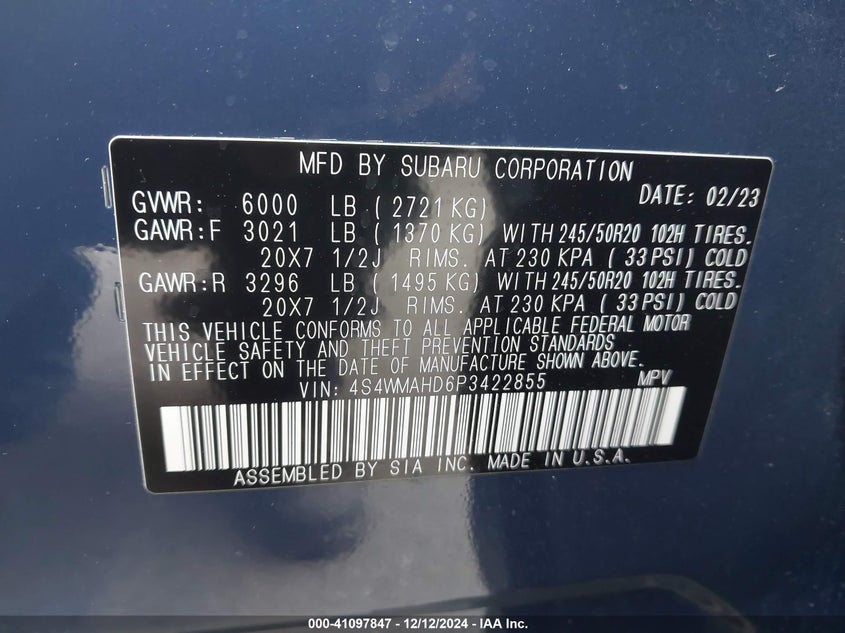 MFD BY SUBARU CORPORATION
DATE: 02/23
GVWR: 6000 LB ( 2721 KG)
GAWR:F 3021 LB ( 1370 KG) WITH 245/50R20 102H TIRES.
20X7 1/2J RIMS. AT 230 KPA ( 33 PSI) COLD
GAWR:R 3296 LB ( 1495 KG) WITH 245/50R20 102H TIRES.
20X7 1/2J RIMS. AT 230 KPA ( 33 PSI) COLD
THIS VEHICLE CONFORMS TO ALL APPLICABLE FEDERAL MOTOR
VEHICLE SAFETY AND THEFT PREVENTION STANDARDS
IN EFFECT ON THE DATE OF MANUFACTURE SHOWN ABOVE.
VIN: 4S4WMAHD6P3422855 MPV
ASSEMBLED BY SIA INC. MADE IN U.S.A.
000-41097847 - 12/12/2024 - IAA Inc.